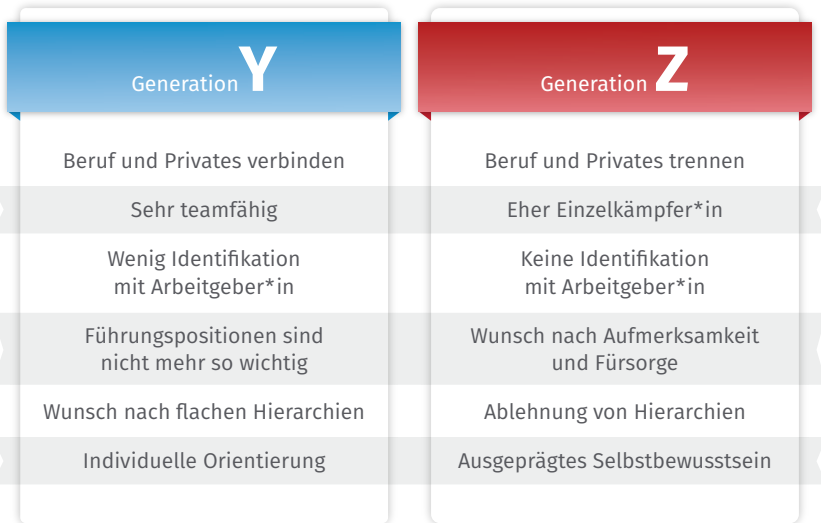 Generation Y
Beruf und Privates verbinden
Sehr teamfähig
Wenig Identifikation
mit Arbeitgeber*in
Führungspositionen sind
nicht mehr so wichtig
Wunsch nach flachen Hierarchien
Individuelle Orientierung
Generation Z
Beruf und Privates trennen
Eher Einzelkämpfer*in
Keine Identifikation
mit Arbeitgeber*in
Wunsch nach Aufmerksamkeit
und Fürsorge
Ablehnung von Hierarchien
Ausgeprägtes Selbstbewusstsein